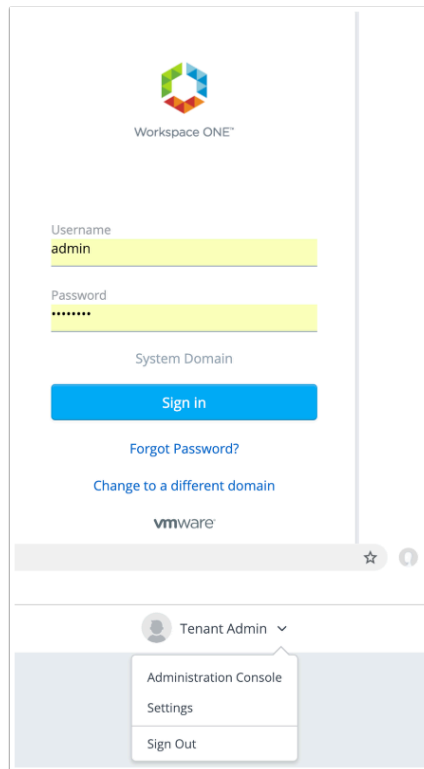 Workspace ONE™
Username
admin
Password
••••••••
System Domain
Sign in
Forgot Password?
Change to a different domain
vmware
Tenant Admin
Administration Console
Settings
Sign Out